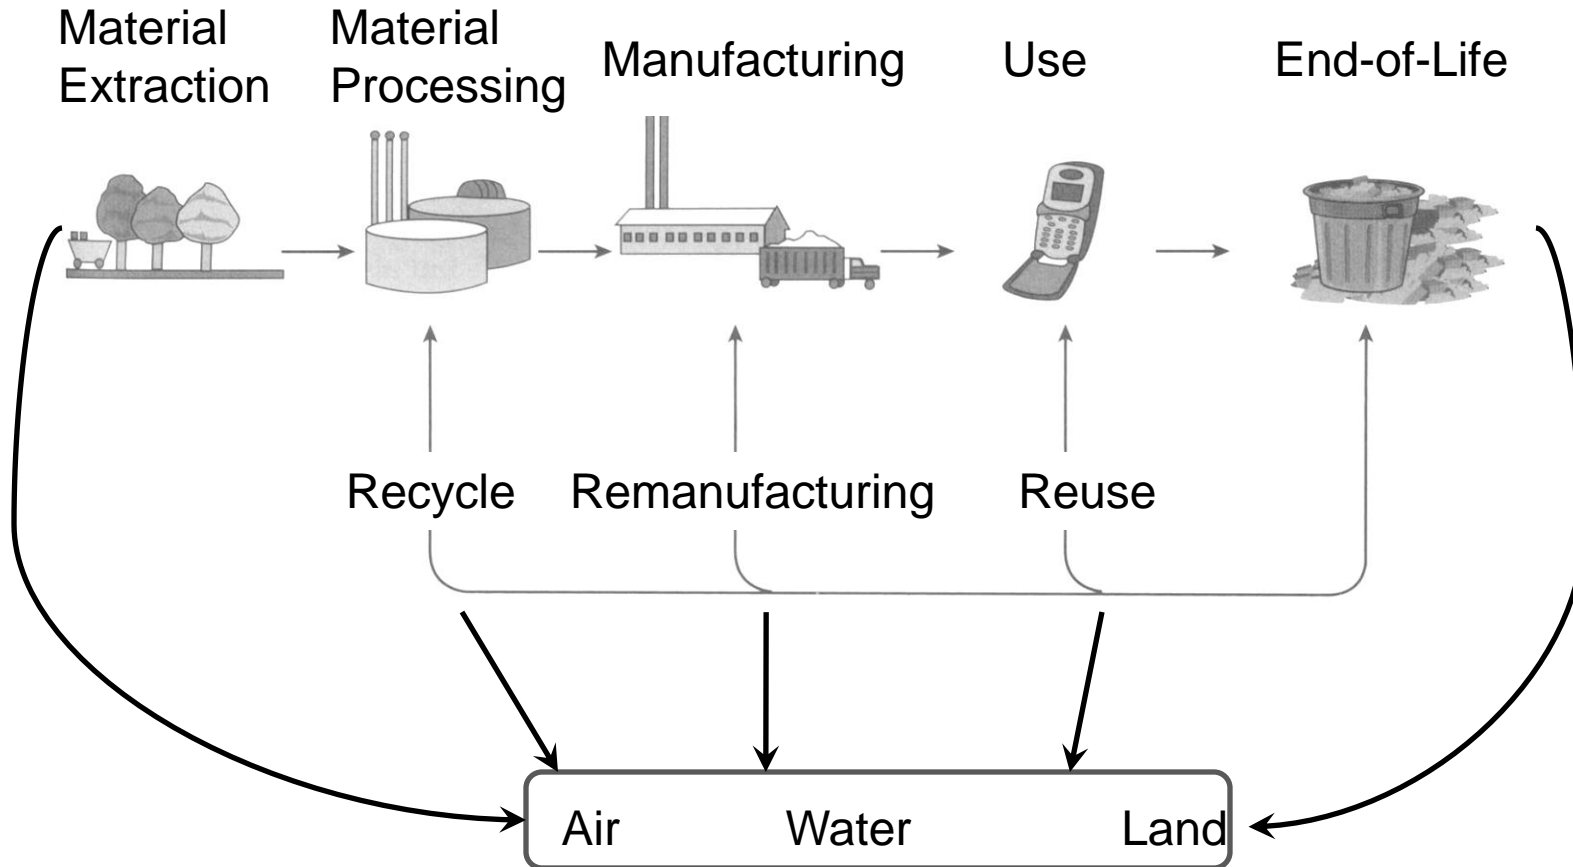 Material
Extraction
Material
Processing
Manufacturing
Use
End-of-Life
Recycle
Remanufacturing
Reuse
Air
Water
Land